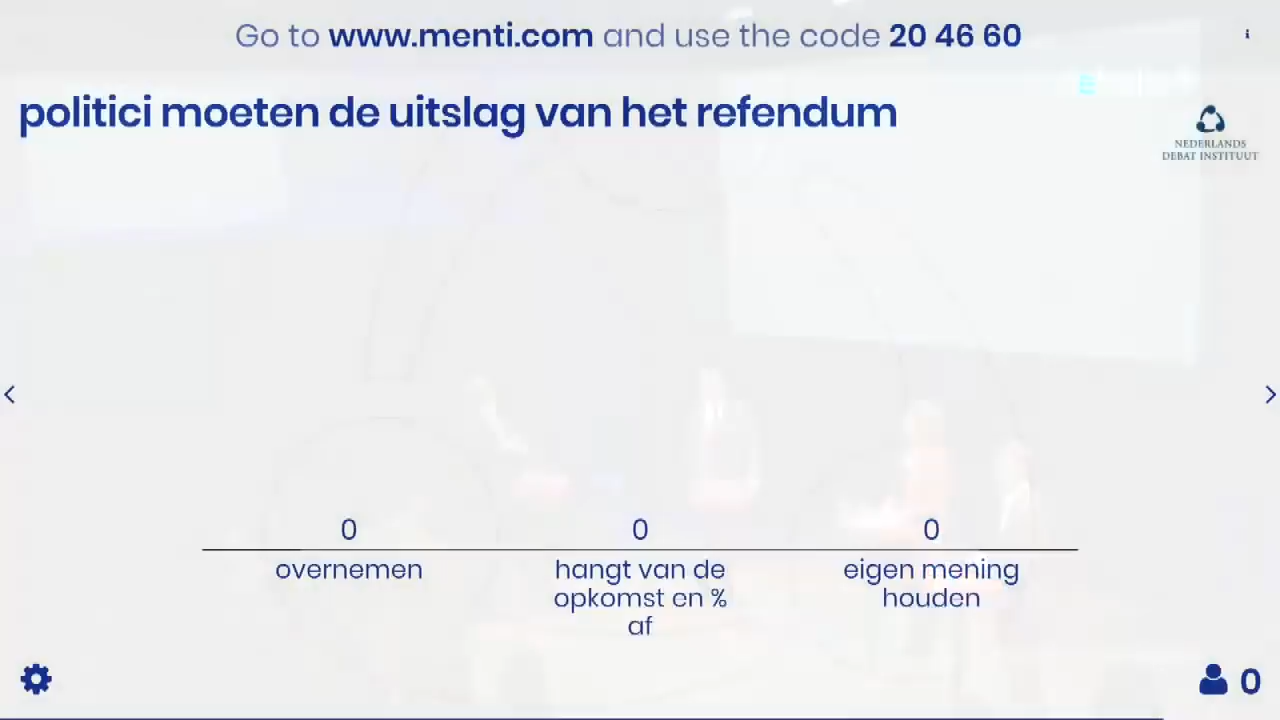 Go to www.menti.com and use the code 20 46 60
i
politici moeten de uitslag van het refendum
NEDERLANDS
DEBAT INSTITUUT
0 0 0
overnemen hangt van de eigen mening
opkomst en % houden
af
0